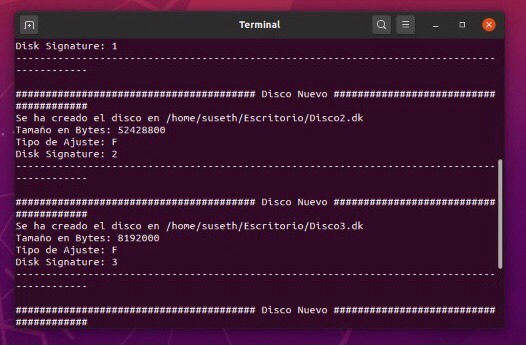 Terminal
Disk Signature: 1
--------------------------------------------------------------------------------
------------
######################################## Disco Nuevo ###########################
############
Se ha creado el disco en /home/suseth/Escritorio/Disco2.dk
Tamaño en Bytes: 52428800
Tipo de Ajuste: F
Disk Signature: 2
--------------------------------------------------------------------------------
------------
######################################## Disco Nuevo ###########################
############
Se ha creado el disco en /home/suseth/Escritorio/Disco3.dk
Tamaño en Bytes: 8192000
Tipo de Ajuste: F
Disk Signature: 3
--------------------------------------------------------------------------------
------------
######################################## Disco Nuevo ###########################
############